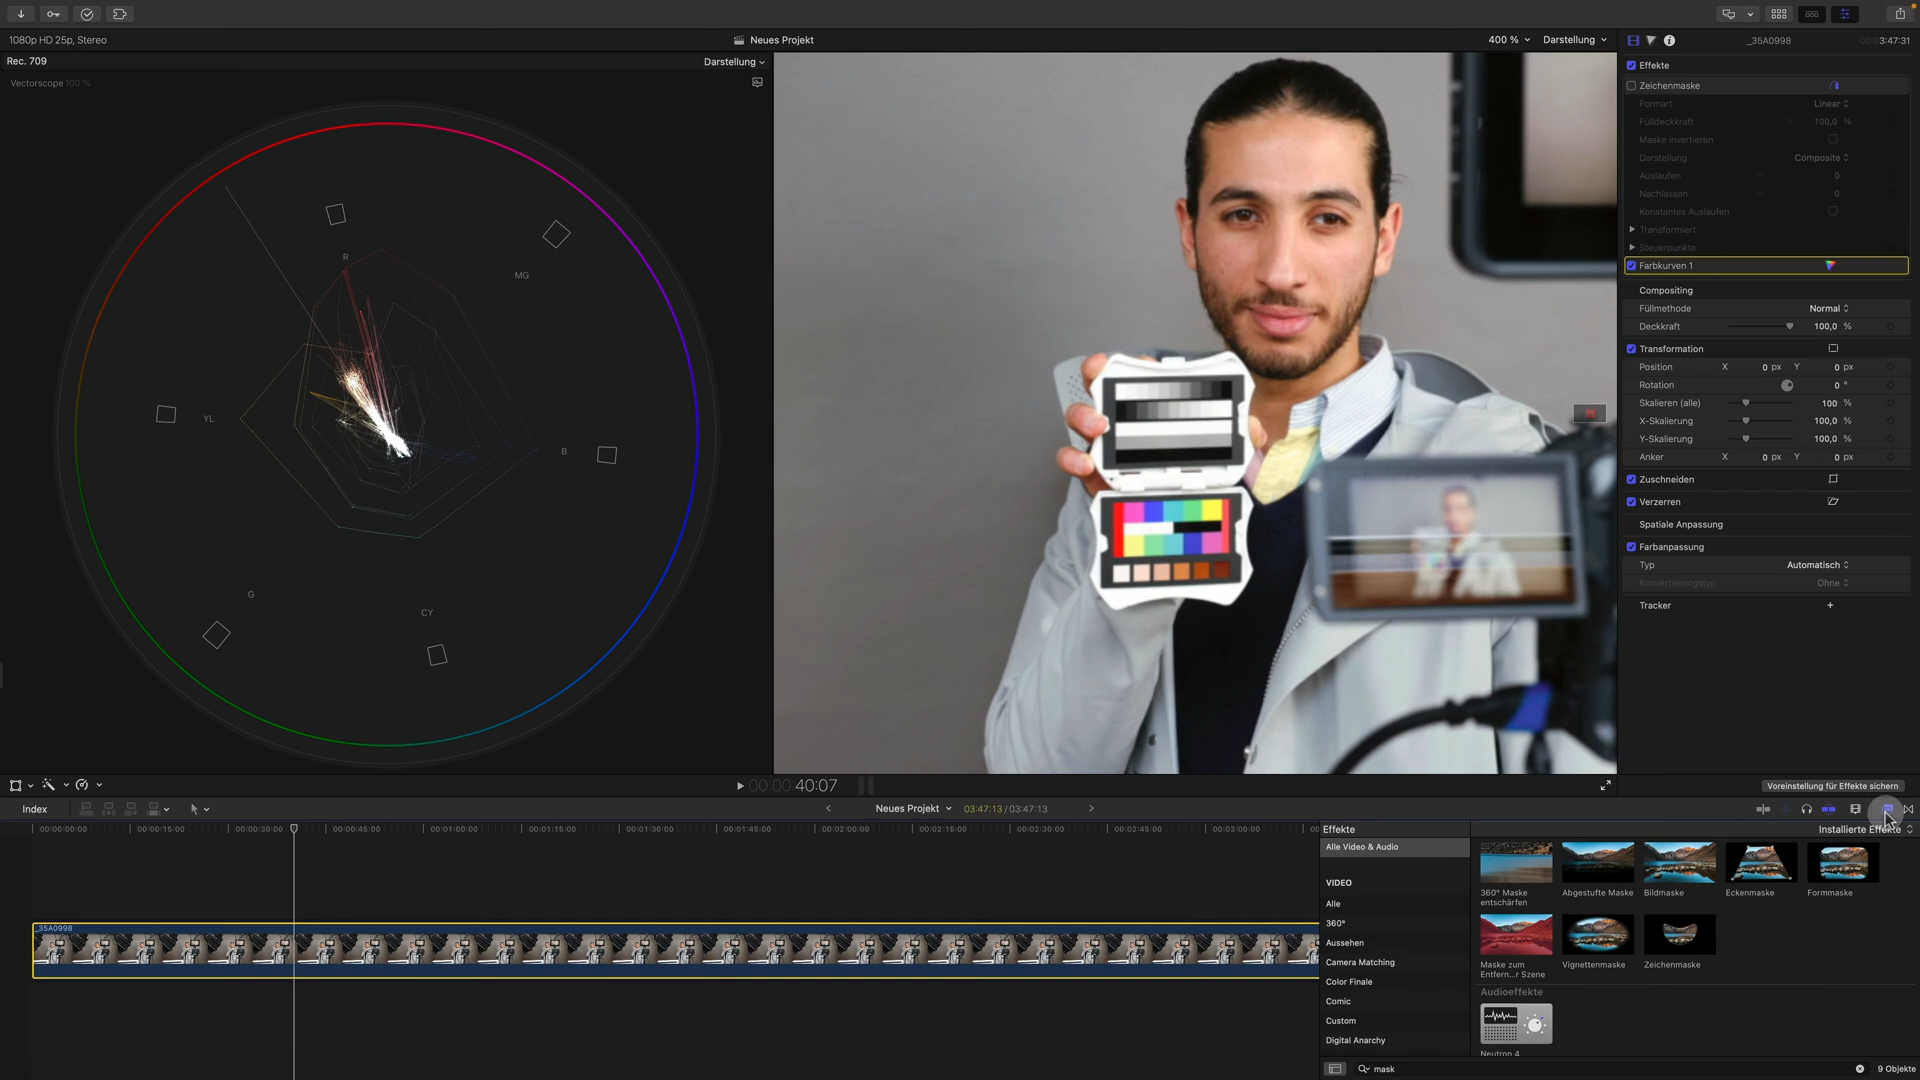 1080p HD 25p, Stereo
Neues Projekt
400 %
Darstellung
_35A0998
00:03:47:31
Rec. 709
Darstellung
Vectorscope 100 %
R
MG
YL
B
G
CY
Effekte
Zeichenmaske
Formart
Linear
Fülldeckkraft
100,0 %
Maske invertieren
Darstellung
Composite
Auslaufen
0
Nachlassen
0
Konstantes Auslaufen
Transformiert
Steuerpunkte
Farbkurven 1
Compositing
Füllmethode
Normal
Deckkraft
100,0 %
Transformation
Position
X 0 px Y 0 px
Rotation
0 °
Skalieren (alle)
100 %
X-Skalierung
100,0 %
Y-Skalierung
100,0 %
Anker
X 0 px Y 0 px
Zuschneiden
Verzerren
Spatiale Anpassung
Farbanpassung
Typ
Automatisch
Konvertierungstyp
Ohne
Tracker
00:00:00:40:07
Voreinstellung für Effekte sichern
Index
Neues Projekt
03:47:13 / 03:47:13
00:00:00:00
00:00:15:00
00:00:30:00
00:00:45:00
00:01:00:00
00:01:15:00
00:01:30:00
00:01:45:00
00:02:00:00
00:02:15:00
00:02:30:00
00:02:45:00
00:03:00:00
_35A0998
Effekte
Installierte Effekte
Alle Video & Audio
VIDEO
Alle
360°
Aussehen
Camera Matching
Color Finale
Comic
Custom
Digital Anarchy
360° Maske
entschärfen
Abgestufte Maske
Bildmaske
Eckenmaske
Formmaske
Maske zum
Entfern...r Szene
Vignettenmaske
Zeichenmaske
Audioeffekte
Neutron 4
mask
9 Objekte